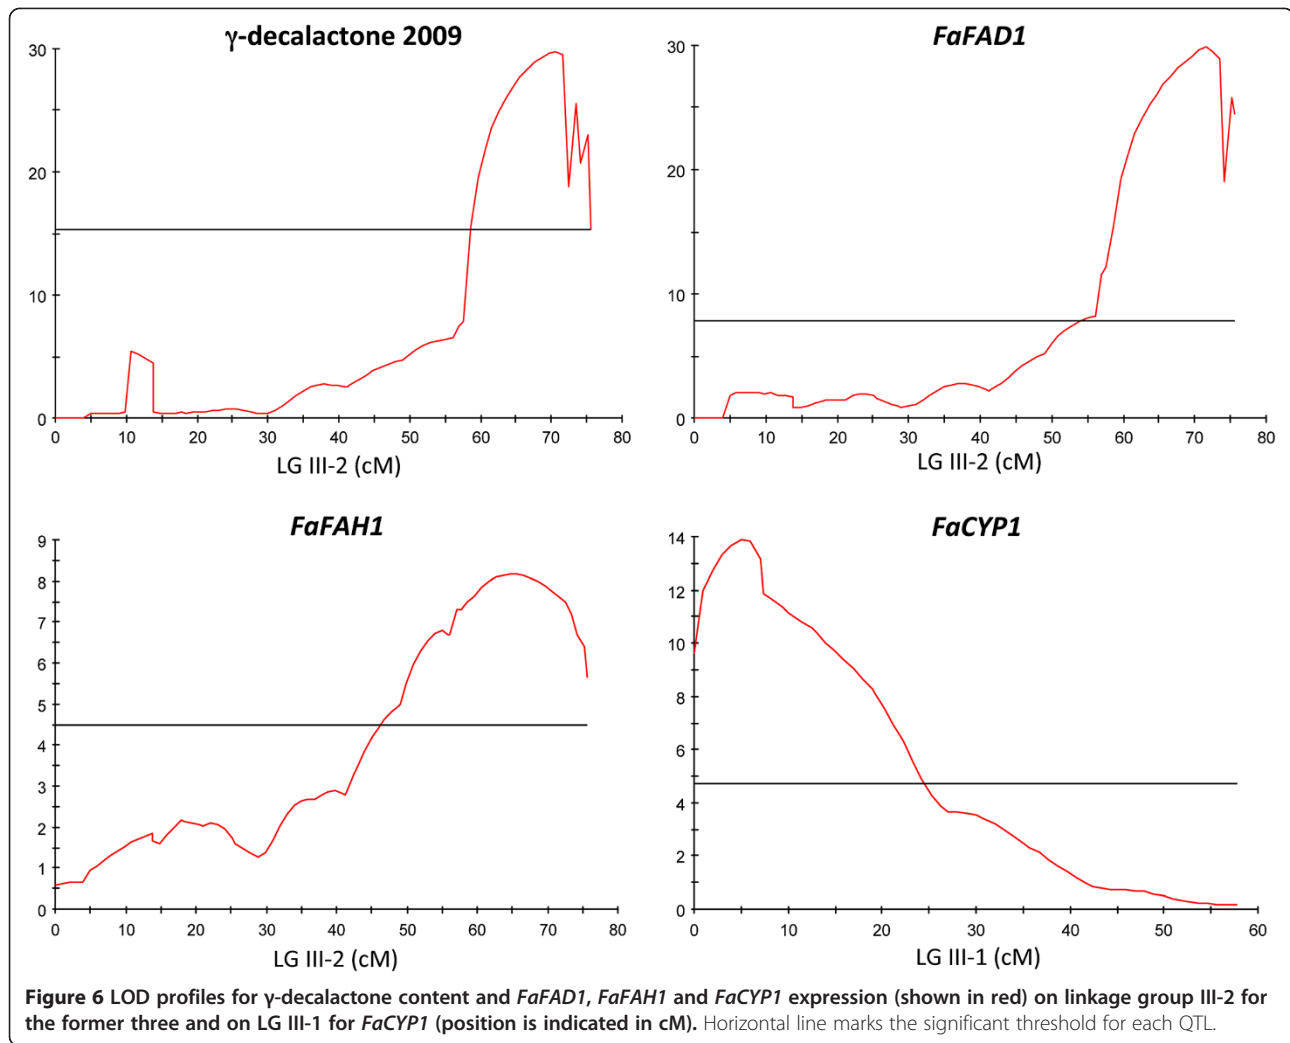 γ-decalactone 2009
30
20
10
0
0 10 20 30 40 50 60 70 80
LG III-2 (cM)
FaFAD1
30
20
10
0
0 10 20 30 40 50 60 70 80
LG III-2 (cM)
FaFAH1
9
8
7
6
5
4
3
2
1
0
0 10 20 30 40 50 60 70 80
LG III-2 (cM)
FaCYP1
14
12
10
8
6
4
2
0
0 10 20 30 40 50 60
LG III-1 (cM)
Figure 6 LOD profiles for γ-decalactone content and FaFAD1, FaFAH1 and FaCYP1 expression (shown in red) on linkage group III-2 for
the former three and on LG III-1 for FaCYP1 (position is indicated in cM). Horizontal line marks the significant threshold for each QTL.